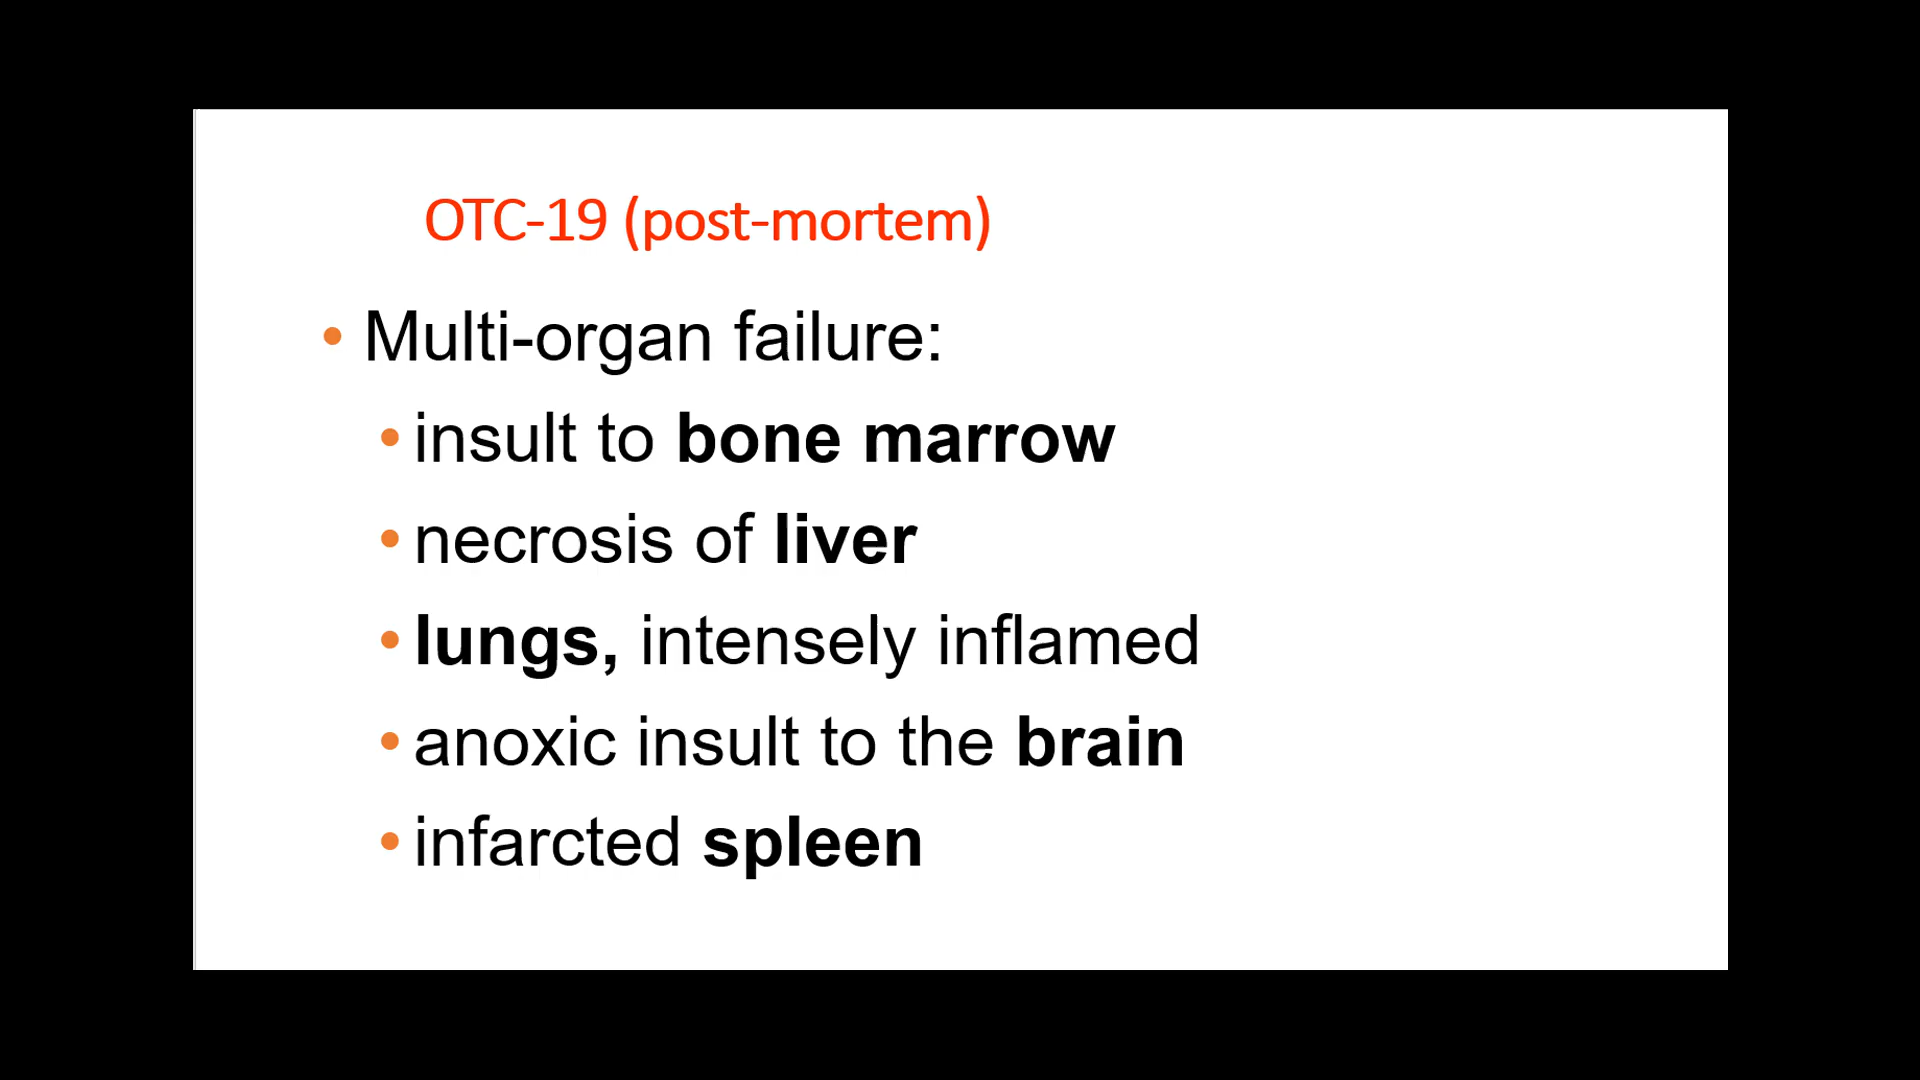 OTC-19 (post-mortem)
• Multi-organ failure:
• insult to bone marrow
• necrosis of liver
• lungs, intensely inflamed
• anoxic insult to the brain
• infarcted spleen